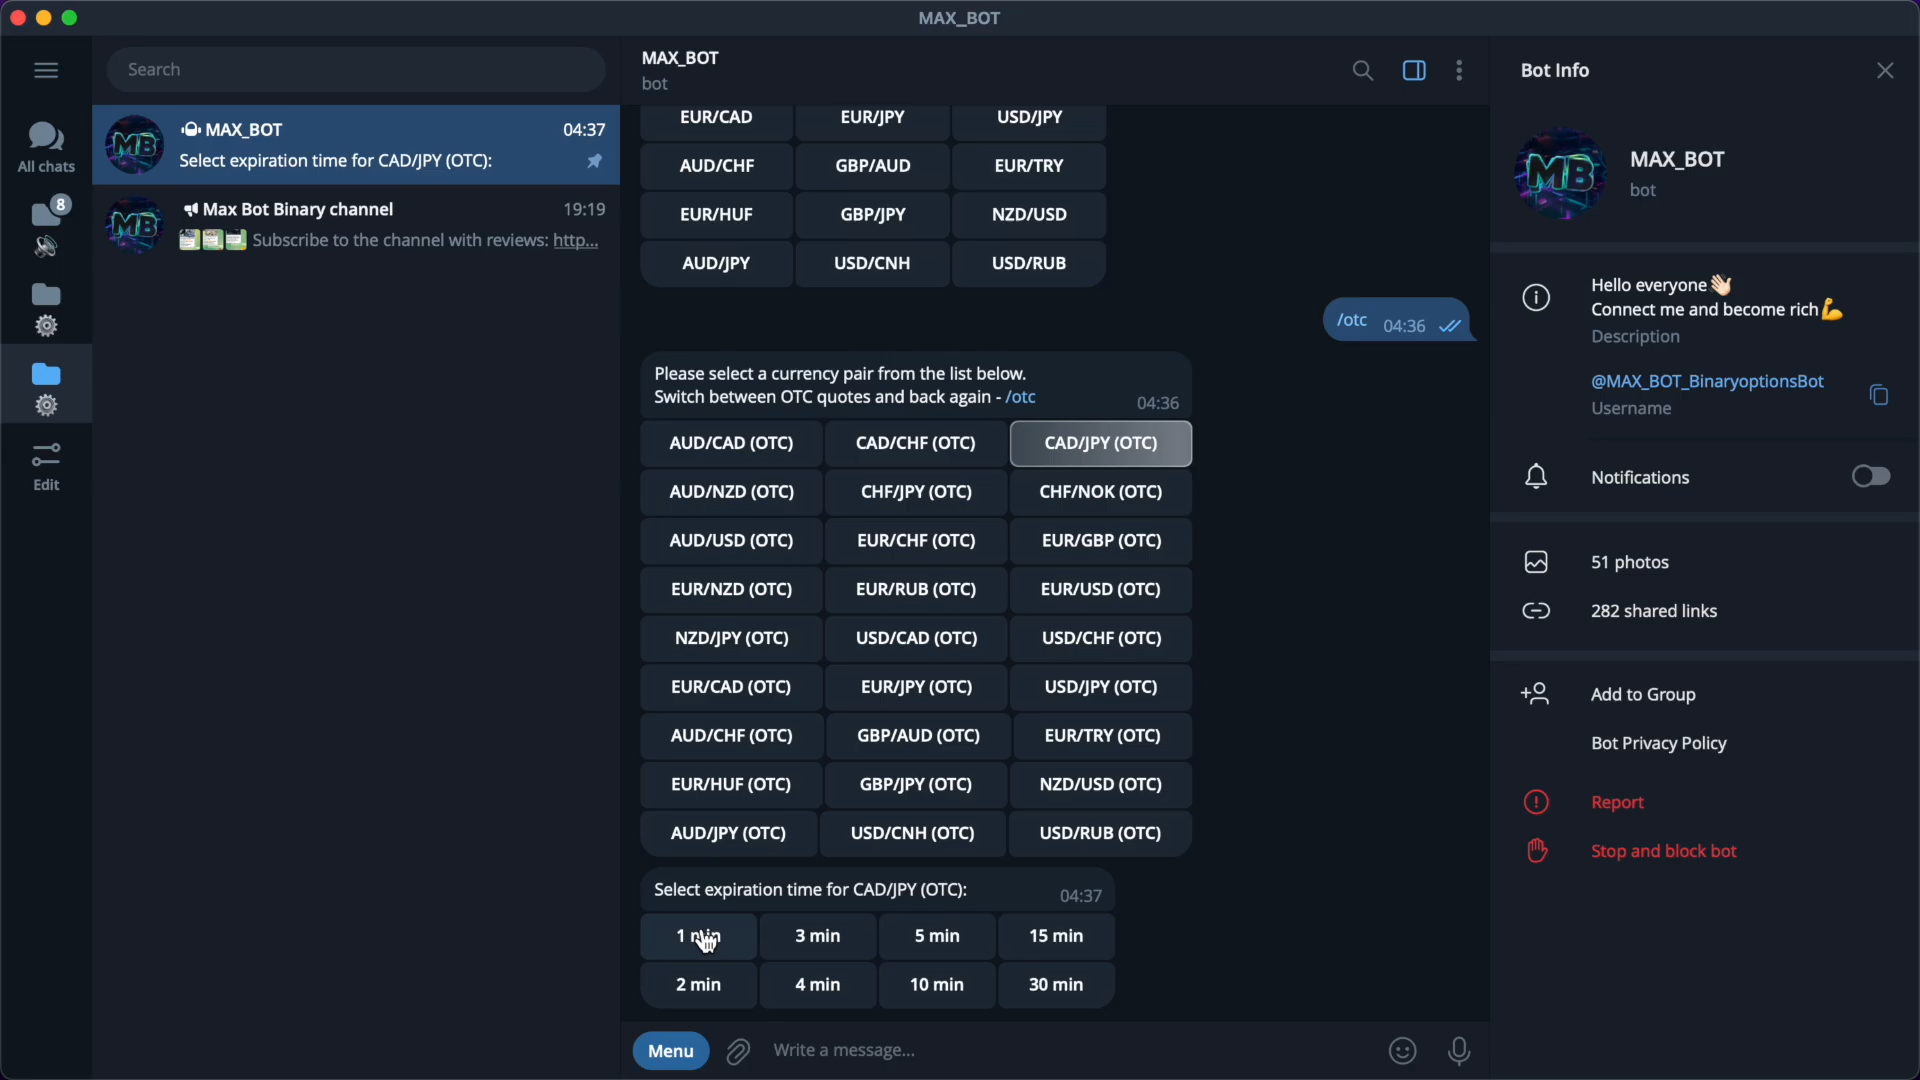 MAX_BOT
Search
All chats
8
Edit
MAX_BOT
04:37
Select expiration time for CAD/JPY (OTC):
Max Bot Binary channel
19:19
Subscribe to the channel with reviews: http...
MAX_BOT
bot
EUR/CAD EUR/JPY USD/JPY
AUD/CHF GBP/AUD EUR/TRY
EUR/HUF GBP/JPY NZD/USD
AUD/JPY USD/CNH USD/RUB
/otc 04:36
Please select a currency pair from the list below.
Switch between OTC quotes and back again - /otc
04:36
AUD/CAD (OTC) CAD/CHF (OTC) CAD/JPY (OTC)
AUD/NZD (OTC) CHF/JPY (OTC) CHF/NOK (OTC)
AUD/USD (OTC) EUR/CHF (OTC) EUR/GBP (OTC)
EUR/NZD (OTC) EUR/RUB (OTC) EUR/USD (OTC)
NZD/JPY (OTC) USD/CAD (OTC) USD/CHF (OTC)
EUR/CAD (OTC) EUR/JPY (OTC) USD/JPY (OTC)
AUD/CHF (OTC) GBP/AUD (OTC) EUR/TRY (OTC)
EUR/HUF (OTC) GBP/JPY (OTC) NZD/USD (OTC)
AUD/JPY (OTC) USD/CNH (OTC) USD/RUB (OTC)
Select expiration time for CAD/JPY (OTC):
04:37
1 min 3 min 5 min 15 min
2 min 4 min 10 min 30 min
Menu
Write a message...
Bot Info
MB
MAX_BOT
bot
Hello everyone👋🏻
Connect me and become rich💪
Description
@MAX_BOT_BinaryoptionsBot
Username
Notifications
51 photos
282 shared links
Add to Group
Bot Privacy Policy
Report
Stop and block bot